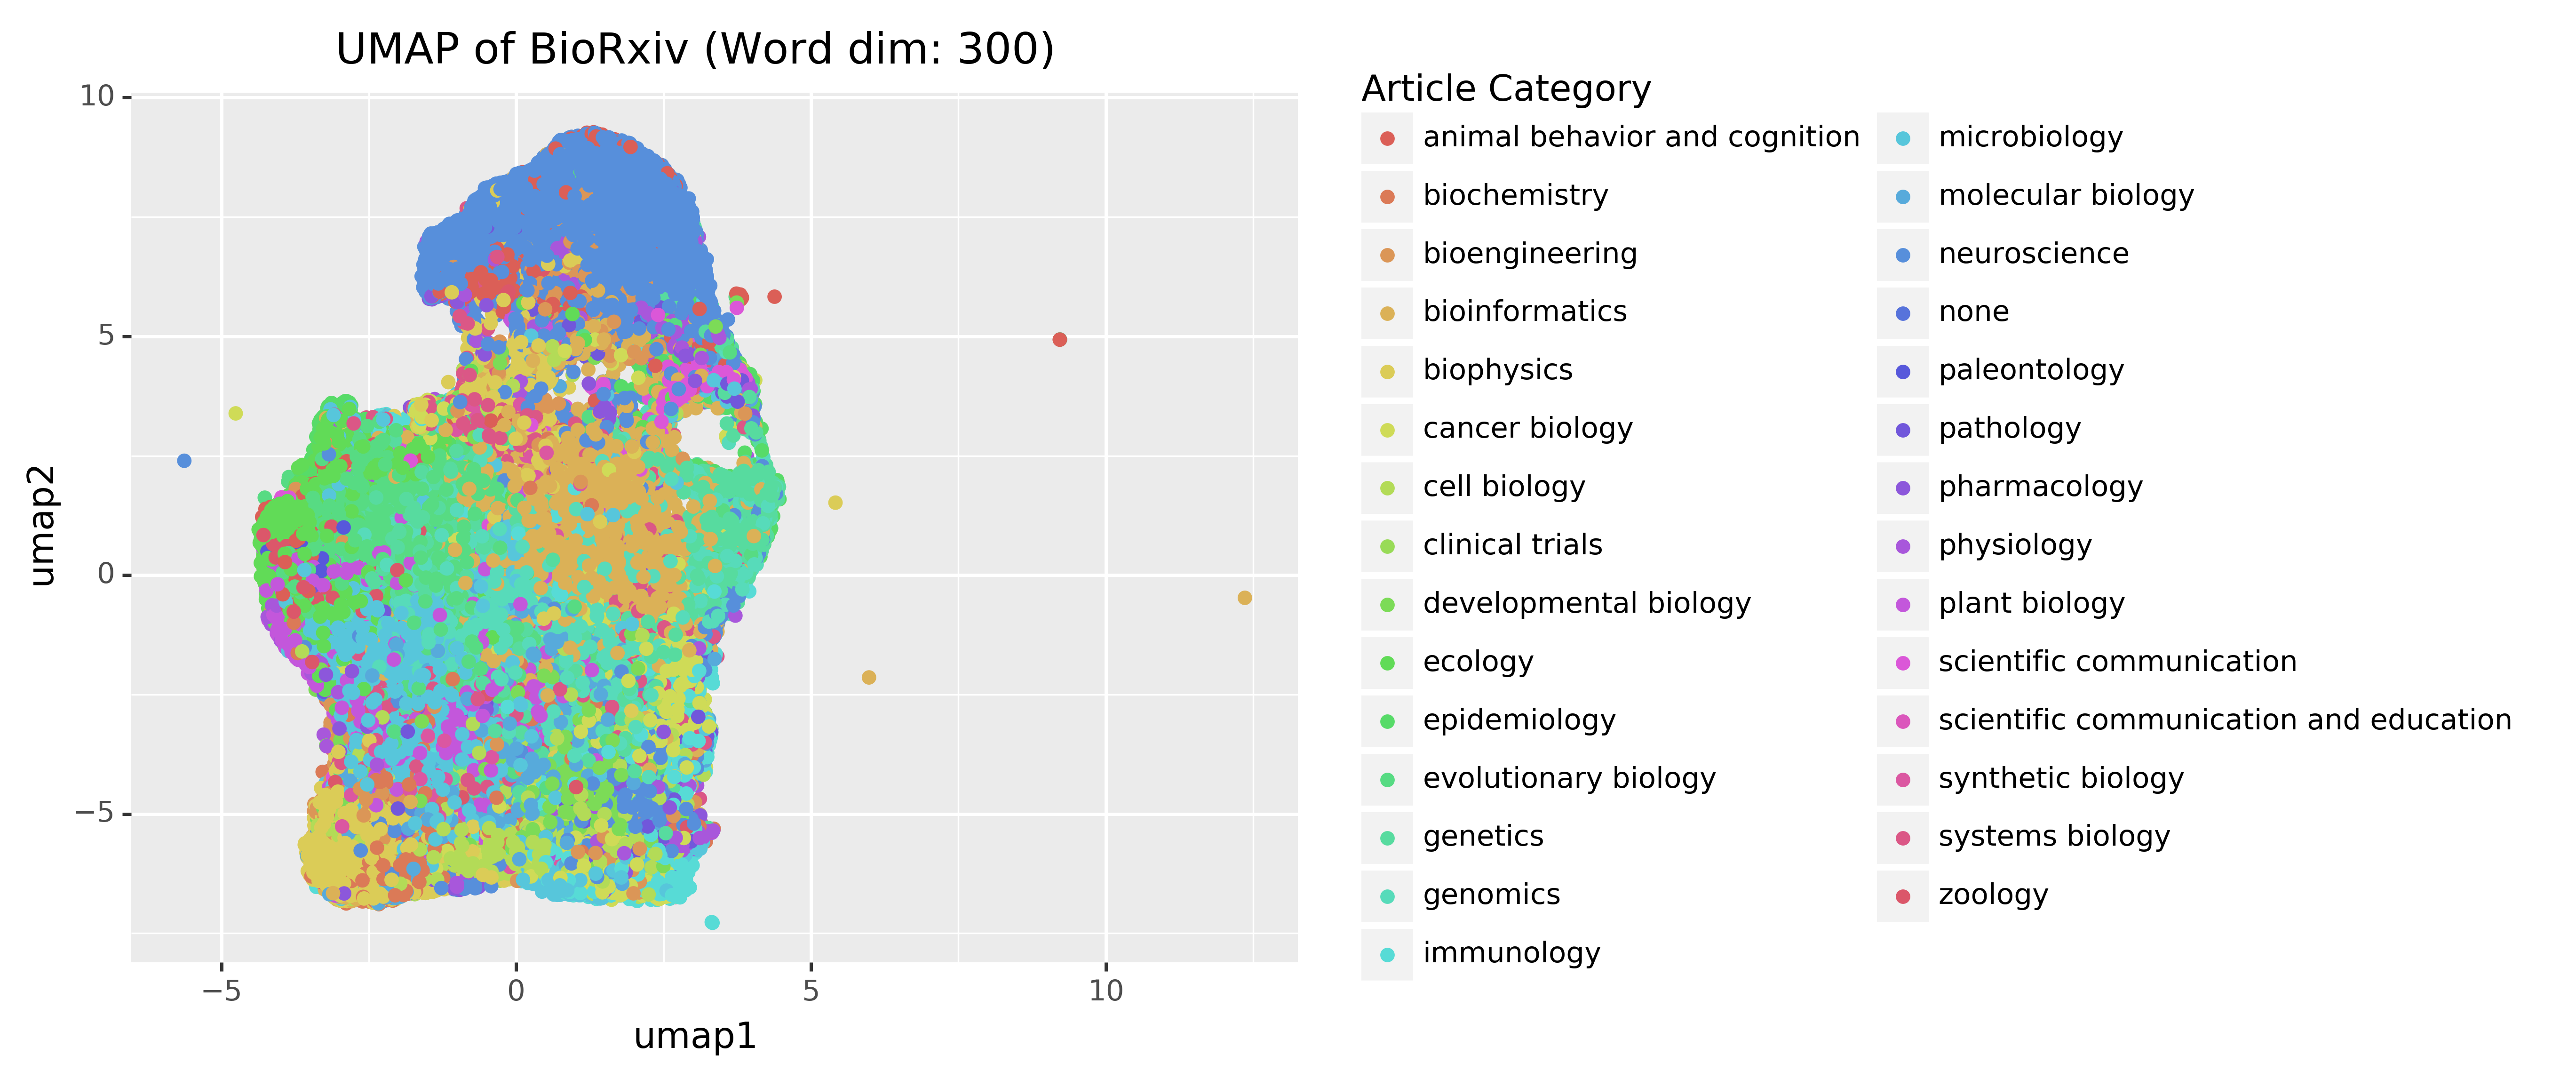 UMAP of BioRxiv (Word dim: 300)
10
5
0
−5
umap2
−5
0
5
10
umap1
Article Category
animal behavior and cognition
biochemistry
bioengineering
bioinformatics
biophysics
cancer biology
cell biology
clinical trials
developmental biology
ecology
epidemiology
evolutionary biology
genetics
genomics
immunology
microbiology
molecular biology
neuroscience
none
paleontology
pathology
pharmacology
physiology
plant biology
scientific communication
scientific communication and education
synthetic biology
systems biology
zoology